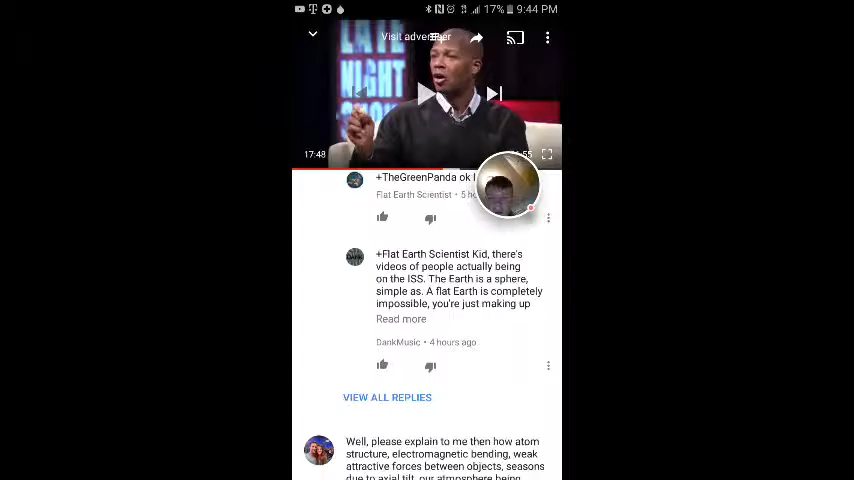 17% 9:44 PM
Visit advertiser
LATE
NIGHT
17:48
+TheGreenPanda ok I
Flat Earth Scientist • 5
+Flat Earth Scientist Kid, there's
videos of people actually being
on the ISS. The Earth is a sphere,
simple as. A flat Earth is completely
impossible, you're just making up
Read more
DankMusic • 4 hours ago
VIEW ALL REPLIES
Well, please explain to me then how atom
structure, electromagnetic bending, weak
attractive forces between objects, seasons
due to axial tilt, our atmosphere being